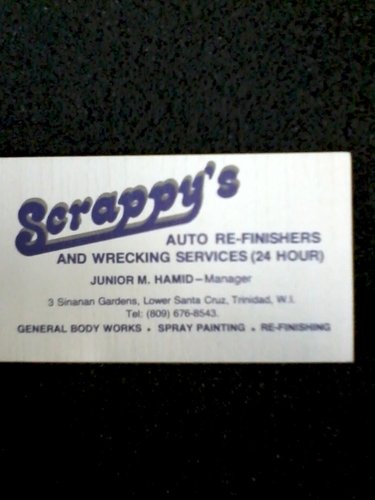 Scrappy's
AUTO RE-FINISHERS
AND WRECKING SERVICES (24 HOUR)
JUNIOR M. HAMID – Manager
3 Sinanan Gardens, Lower Santa Cruz, Trinidad, W.I.
Tel: (809) 676-8543.
GENERAL BODY WORKS • SPRAY PAINTING • RE-FINISHING